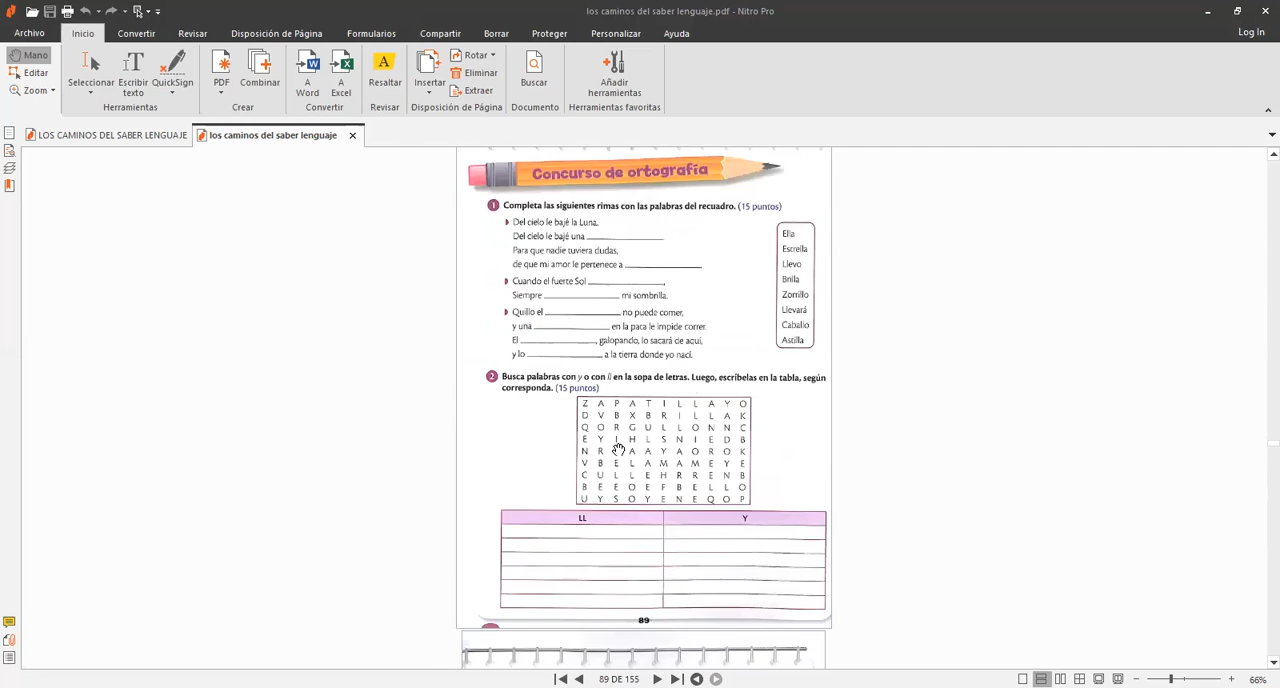 los caminos del saber lenguaje.pdf - Nitro Pro
Archivo Inicio Convertir Revisar Disposición de Página Formularios Compartir Borrar Proteger Personalizar Ayuda Log In
Mano
Editar
Zoom
Seleccionar Escribir texto QuickSign
Herramientas
PDF Combinar
Crear
A Word A Excel
Convertir
Resaltar
Revisar
Insertar Rotar
Eliminar
Extraer
Disposición de Página
Buscar
Documento
Añadir herramientas
Herramientas favoritas
LOS CAMINOS DEL SABER LENGUAJE los caminos del saber lenguaje
Concurso de ortografía
1 Completa las siguientes rimas con las palabras del recuadro. (15 puntos)
Del cielo le bajé la Luna,
Del cielo le bajé una
Para que nadie tuviera dudas,
de que mi amor le pertenece a
Cuando el fuerte Sol ,
Siempre mi sombrilla.
Quillo el no puede comer,
y una en la pata le impide correr.
El , galopando, lo sacará de aquí,
y lo a la tierra donde yo nací.
Ella
Estrella
Llevo
Brilla
Zorrillo
Llevará
Caballo
Astilla
2 Busca palabras con y o con ll en la sopa de letras. Luego, escríbelas en la tabla, según
corresponda. (15 puntos)
Z A P A T I L L A Y O
D V B X B R I L L A K
Q O R G U L L O N N C
E Y I H L S N I E D B
N R A A Y A O R O K
V B E L A M A M E Y E
C U L L E H R R E N B
B E E O E F B E L L O
U Y S O Y E N E Q O P
LL Y
89
89 DE 155
66%